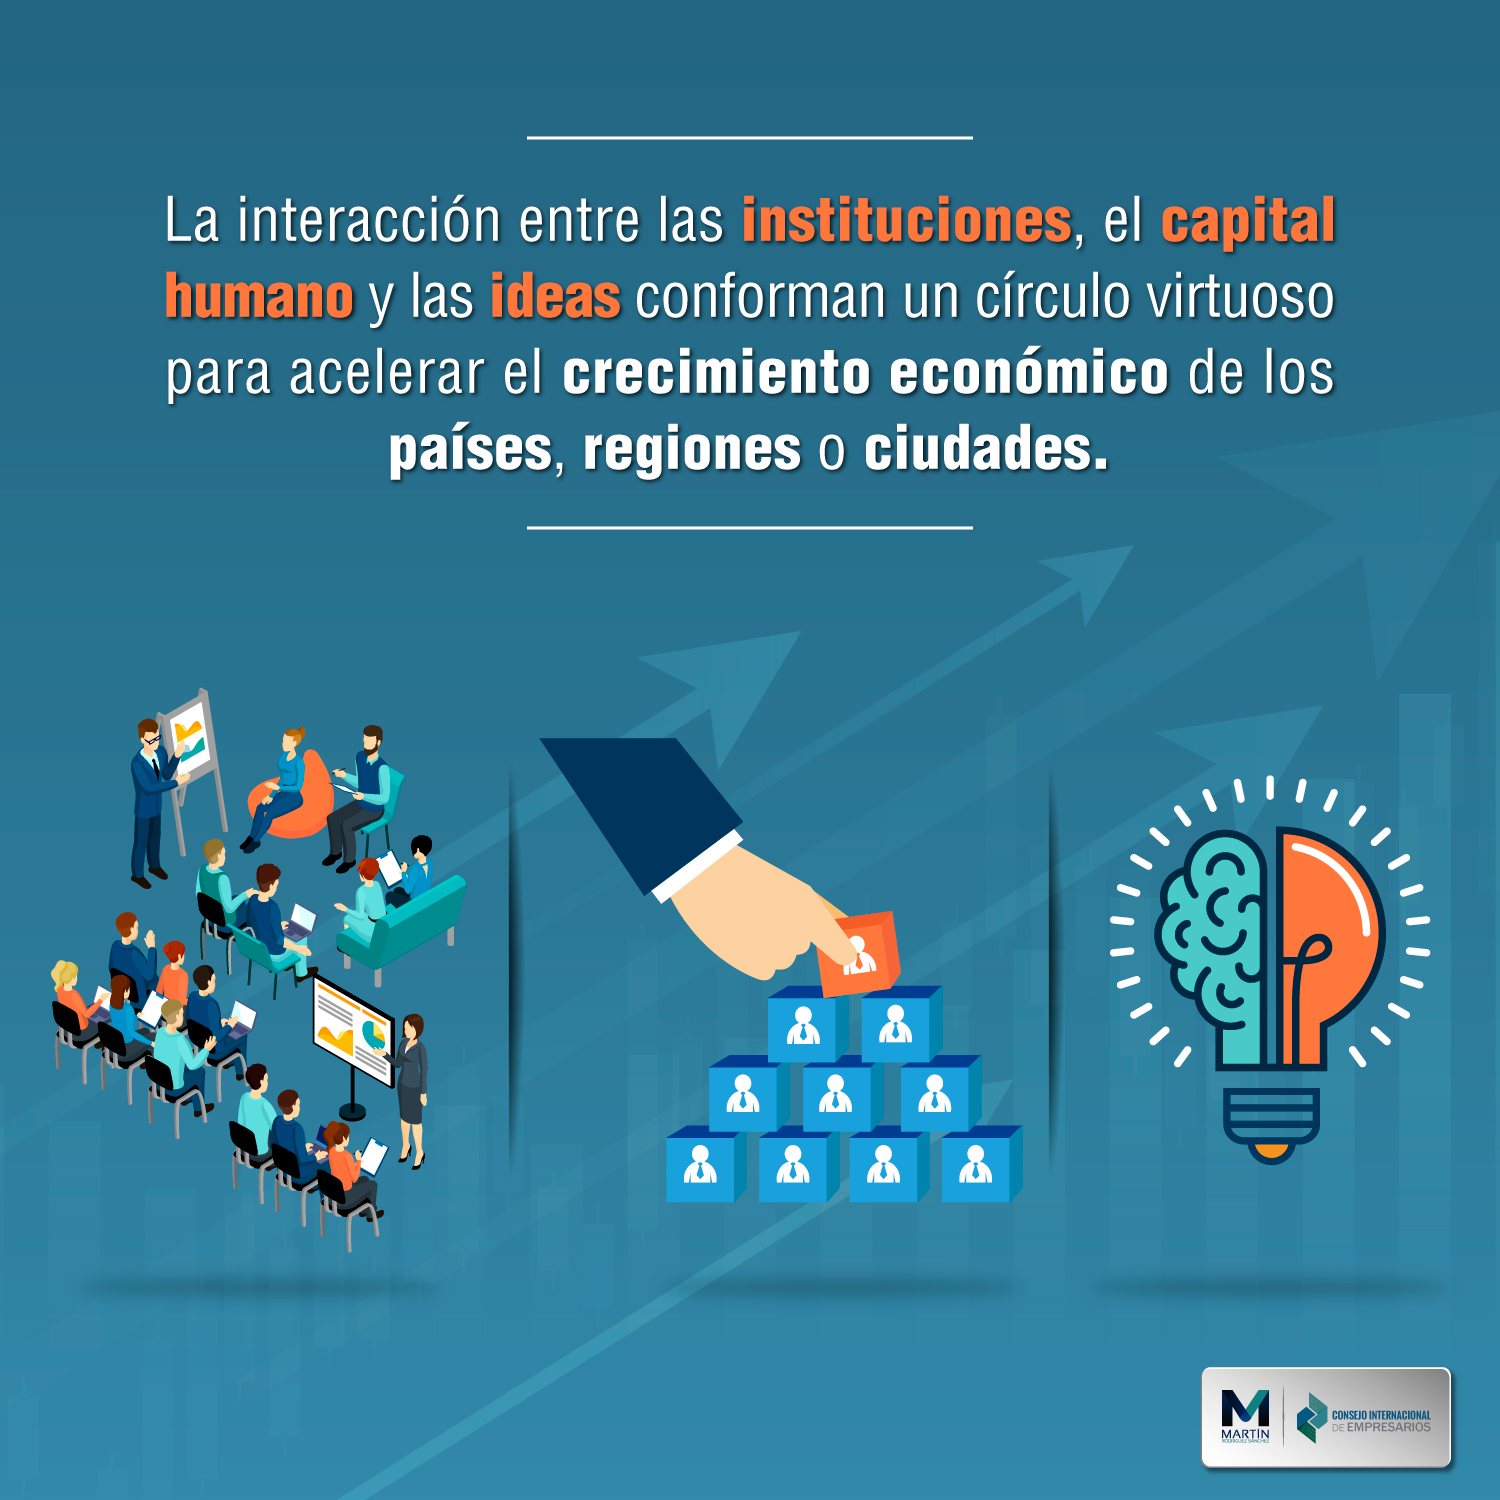 La interacción entre las instituciones, el capital
humano y las ideas conforman un círculo virtuoso
para acelerar el crecimiento económico de los
países, regiones o ciudades.
M
MARTÍN
RODRÍGUEZ SÁNCHEZ
CONSEJO INTERNACIONAL
DE EMPRESARIOS